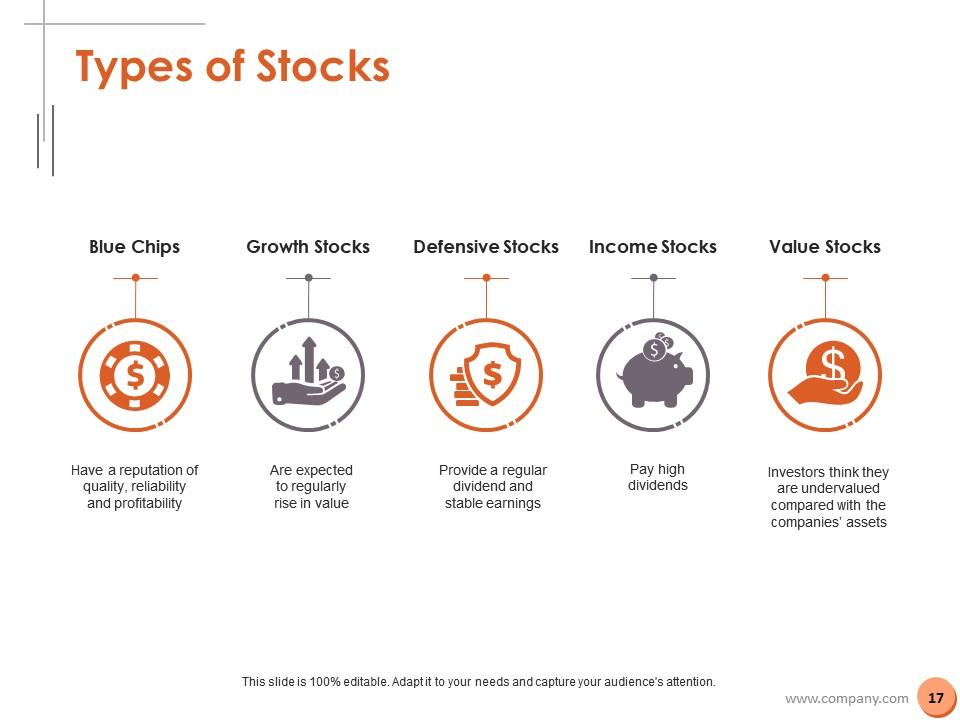 Types of Stocks
Blue Chips
Growth Stocks
Defensive Stocks
Income Stocks
Value Stocks
$
$
$
$
$
$
Have a reputation of
quality, reliability
and profitability
Are expected
to regularly
rise in value
Provide a regular
dividend and
stable earnings
Pay high
dividends
Investors think they
are undervalued
compared with the
companies' assets
This slide is 100% editable. Adapt it to your needs and capture your audience's attention.
www.company.com
17